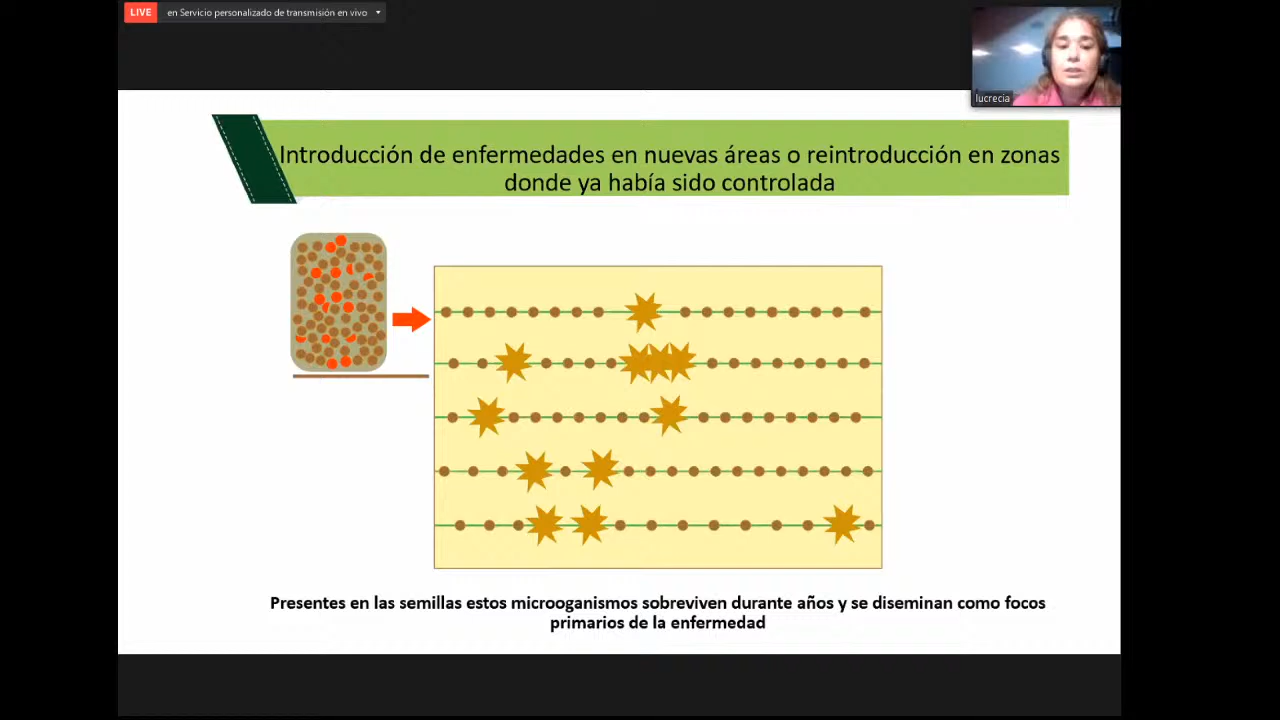 LIVE en Servicio personalizado de transmisión en vivo
lucrecia
Introducción de enfermedades en nuevas áreas o reintroducción en zonas
donde ya había sido controlada
Presentes en las semillas estos microoganismos sobreviven durante años y se diseminan como focos
primarios de la enfermedad